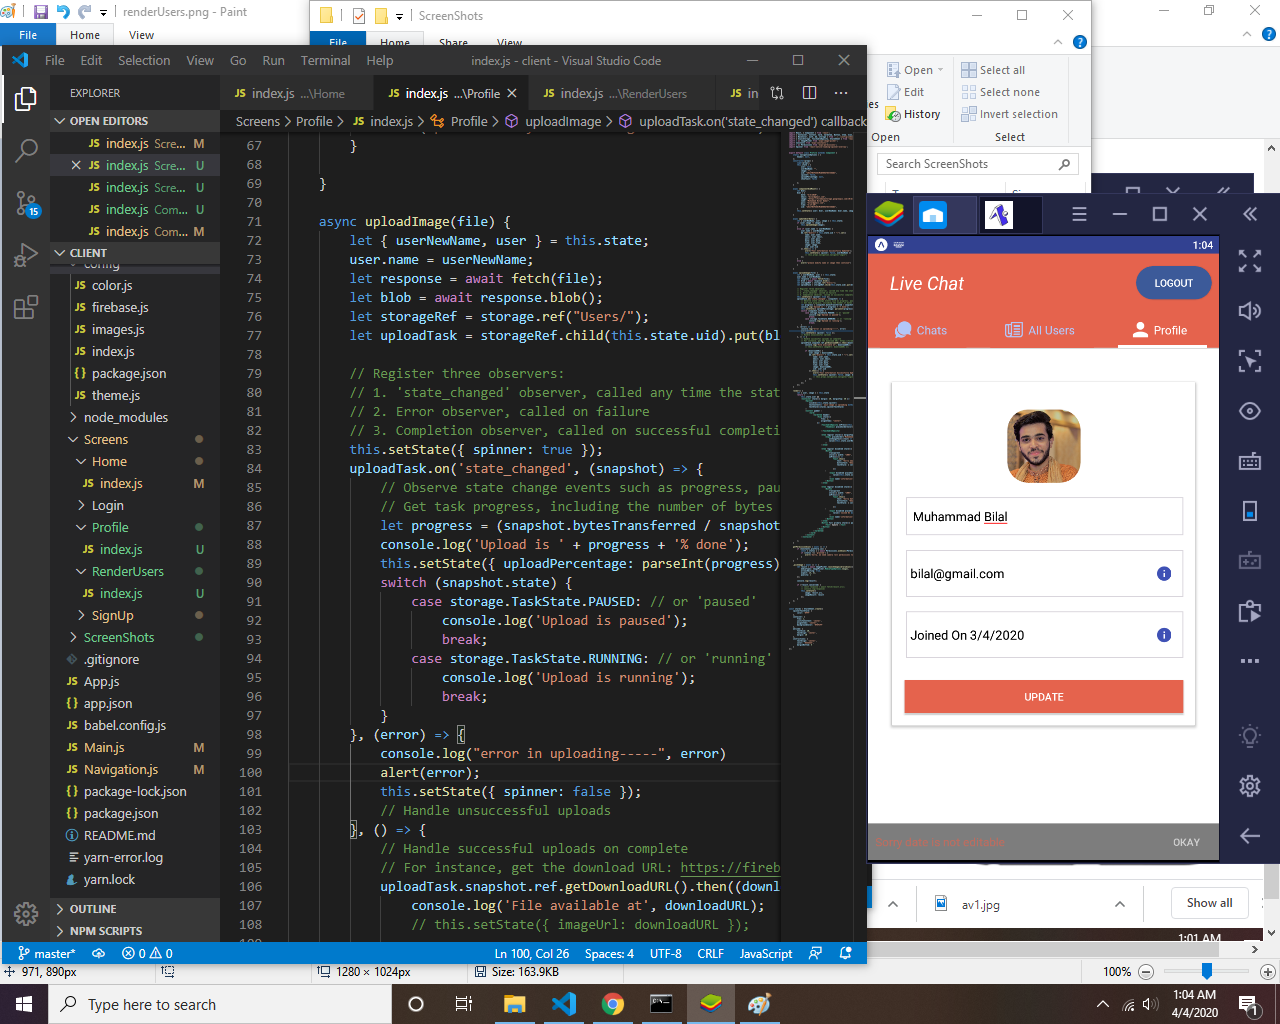 renderUsers.png - Paint
File
Home
View
ScreenShots
File
Home
Share
View
Open
Edit
History
Open
Select all
Select none
Invert selection
Select
Search ScreenShots
File Edit Selection View Go Run Terminal Help
index.js - client - Visual Studio Code
EXPLORER
index.js ...\Home
index.js ...\Profile
index.js ...\RenderUsers
in
Screens > Profile > JS index.js > Profile > uploadImage > uploadTask.on('state_changed') callback
OPEN EDITORS
JS index.js Scre... M
JS index.js Scre... U
JS index.js Scre... U
JS index.js Com... U
JS index.js Com... M
CLIENT
config
JS color.js
JS firebase.js
JS images.js
JS index.js
{} package.json
JS theme.js
node_modules
Screens
Home
JS index.js M
Login
Profile
JS index.js U
RenderUsers
JS index.js U
SignUp
ScreenShots
.gitignore
JS App.js
{} app.json
JS babel.config.js
JS Main.js M
JS Navigation.js M
{} package-lock.json
{} package.json
README.md
yarn-error.log
yarn.lock
OUTLINE
NPM SCRIPTS
15
67 }
68
69 }
70
71 async uploadImage(file) {
72 let { userNewName, user } = this.state;
73 user.name = userNewName;
74 let response = await fetch(file);
75 let blob = await response.blob();
76 let storageRef = storage.ref("Users/");
77 let uploadTask = storageRef.child(this.state.uid).put(bl
78
79 // Register three observers:
80 // 1. 'state_changed' observer, called any time the stat
81 // 2. Error observer, called on failure
82 // 3. Completion observer, called on successful completi
83 this.setState({ spinner: true });
84 uploadTask.on('state_changed', (snapshot) => {
85 // Observe state change events such as progress, pau
86 // Get task progress, including the number of bytes
87 let progress = (snapshot.bytesTransferred / snapshot
88 console.log('Upload is ' + progress + '% done');
89 this.setState({ uploadPercentage: parseInt(progress)
90 switch (snapshot.state) {
91 case storage.TaskState.PAUSED: // or 'paused'
92 console.log('Upload is paused');
93 break;
94 case storage.TaskState.RUNNING: // or 'running'
95 console.log('Upload is running');
96 break;
97 }
98 }, (error) => {
99 console.log("error in uploading-----", error)
100 alert(error);
101 this.setState({ spinner: false });
102 // Handle unsuccessful uploads
103 }, () => {
104 // Handle successful uploads on complete
105 // For instance, get the download URL: https://fireb
106 uploadTask.snapshot.ref.getDownloadURL().then((downl
107 console.log('File available at', downloadURL);
108 // this.setState({ imageUrl: downloadURL });
master*
0 0
Ln 100, Col 26
Spaces: 4
UTF-8
CRLF
JavaScript
1:04
Live Chat
LOGOUT
Chats
All Users
Profile
Muhammad Bilal
bilal@gmail.com
Joined On 3/4/2020
UPDATE
OKAY
av1.jpg
Show all
1:01 AM
971, 890px
1280 × 1024px
Size: 163.9KB
100%
Type here to search
1:04 AM
4/4/2020
1